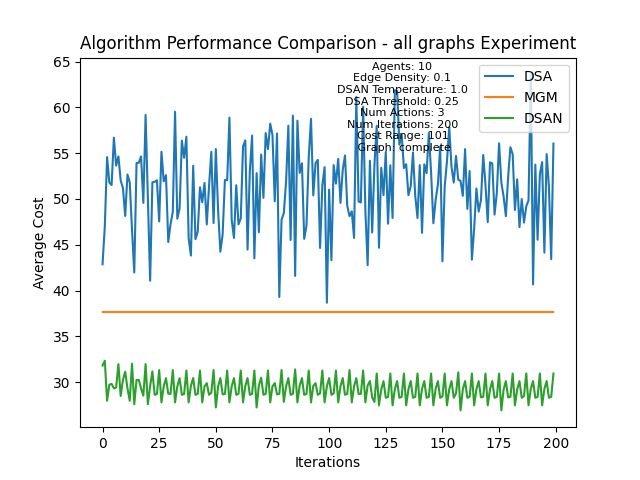 Algorithm Performance Comparison - all graphs Experiment
Agents: 10
Edge Density: 0.1
DSAN Temperature: 1.0
DSA Threshold: 0.25
Num Actions: 3
Num Iterations: 200
Cost Range: 101
Graph: complete
DSA
MGM
DSAN
Average Cost
65
60
55
50
45
40
35
30
0 25 50 75 100 125 150 175 200
Iterations